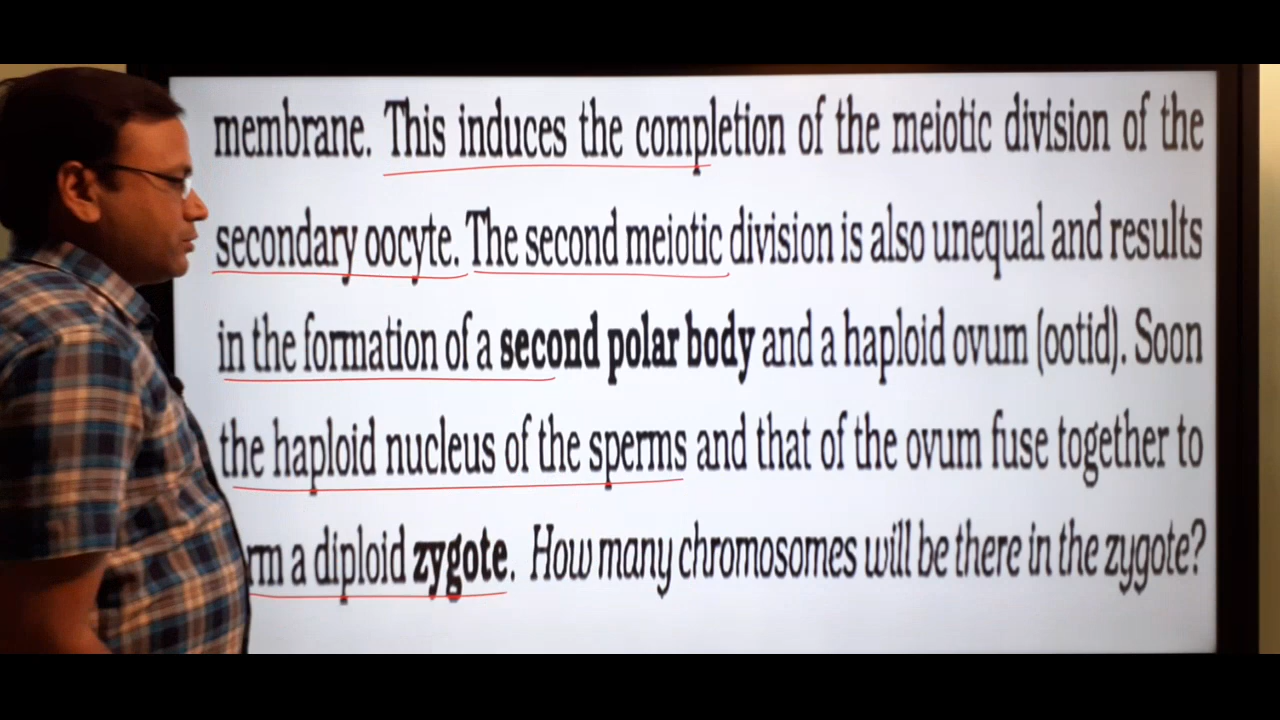 membrane. This induces the completion of the meiotic division of the
secondary oocyte. The second meiotic division is also unequal and results
in the formation of a second polar body and a haploid ovum (ootid). Soon
the haploid nucleus of the sperms and that of the ovum fuse together to
rm a diploid zygote. How many chromosomes will be there in the zygote?